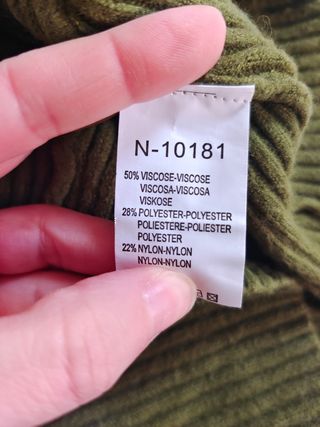 N-10181
50% VISCOSE-VISCOSE
VISCOSA-VISCOSA
VISKOSE
28% POLYESTER-POLYESTER
POLIESTERE-POLIESTER
POLYESTER
22% NYLON-NYLON
NYLON-NYLON